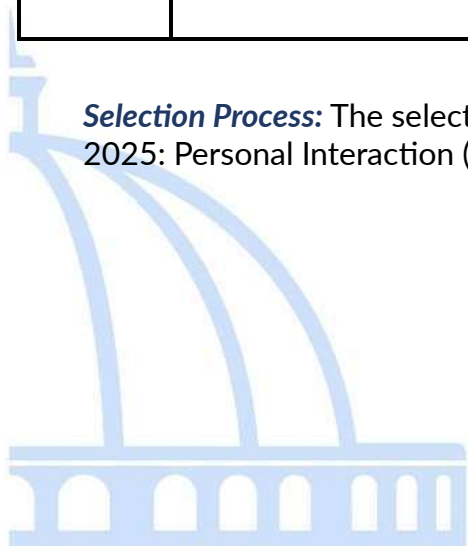 Selection Process: The select
2025: Personal Interaction (